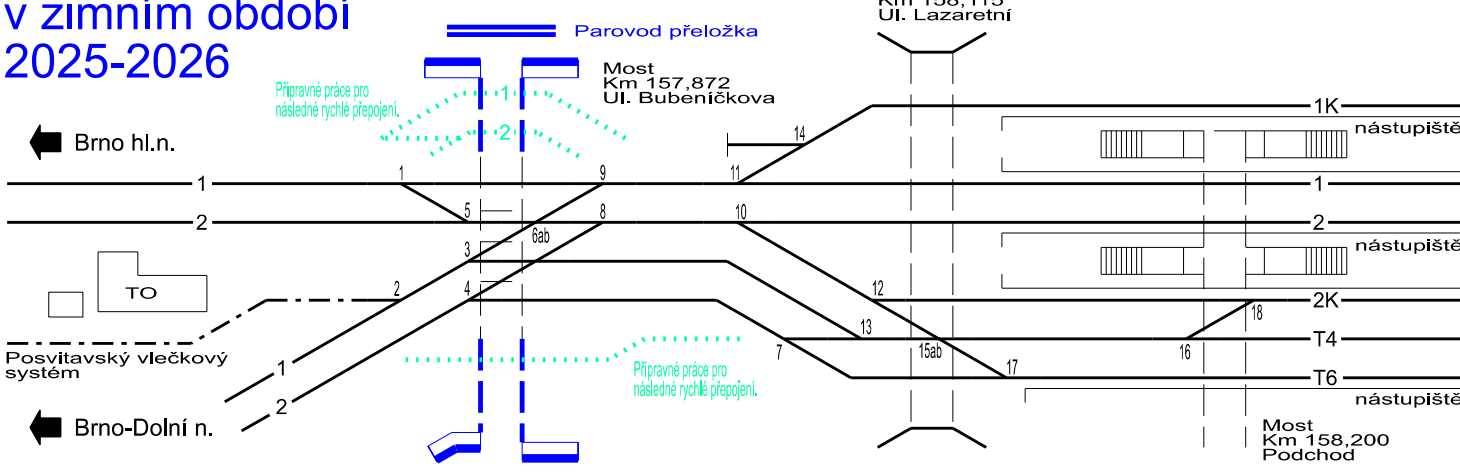 v zimním období
2025-2026
Parovod přeložka
Ul. Lazaretní
Most
Km 157,872
Ul. Bubeníčkova
Přípravné práce pro
následné rychlé přepojení.
1
2
1K
nástupiště
14
Brno hl.n.
1
1
9
11
1
2
5
6ab
8
10
2
nástupiště
3
TO
2
4
12
2K
18
13
Posvitavský vlečkový
systém
7
15ab
16
T4
1
Přípravné práce pro
následné rychlé přepojení.
17
T6
2
nástupiště
Brno-Dolní n.
Most
Km 158,200
Podchod